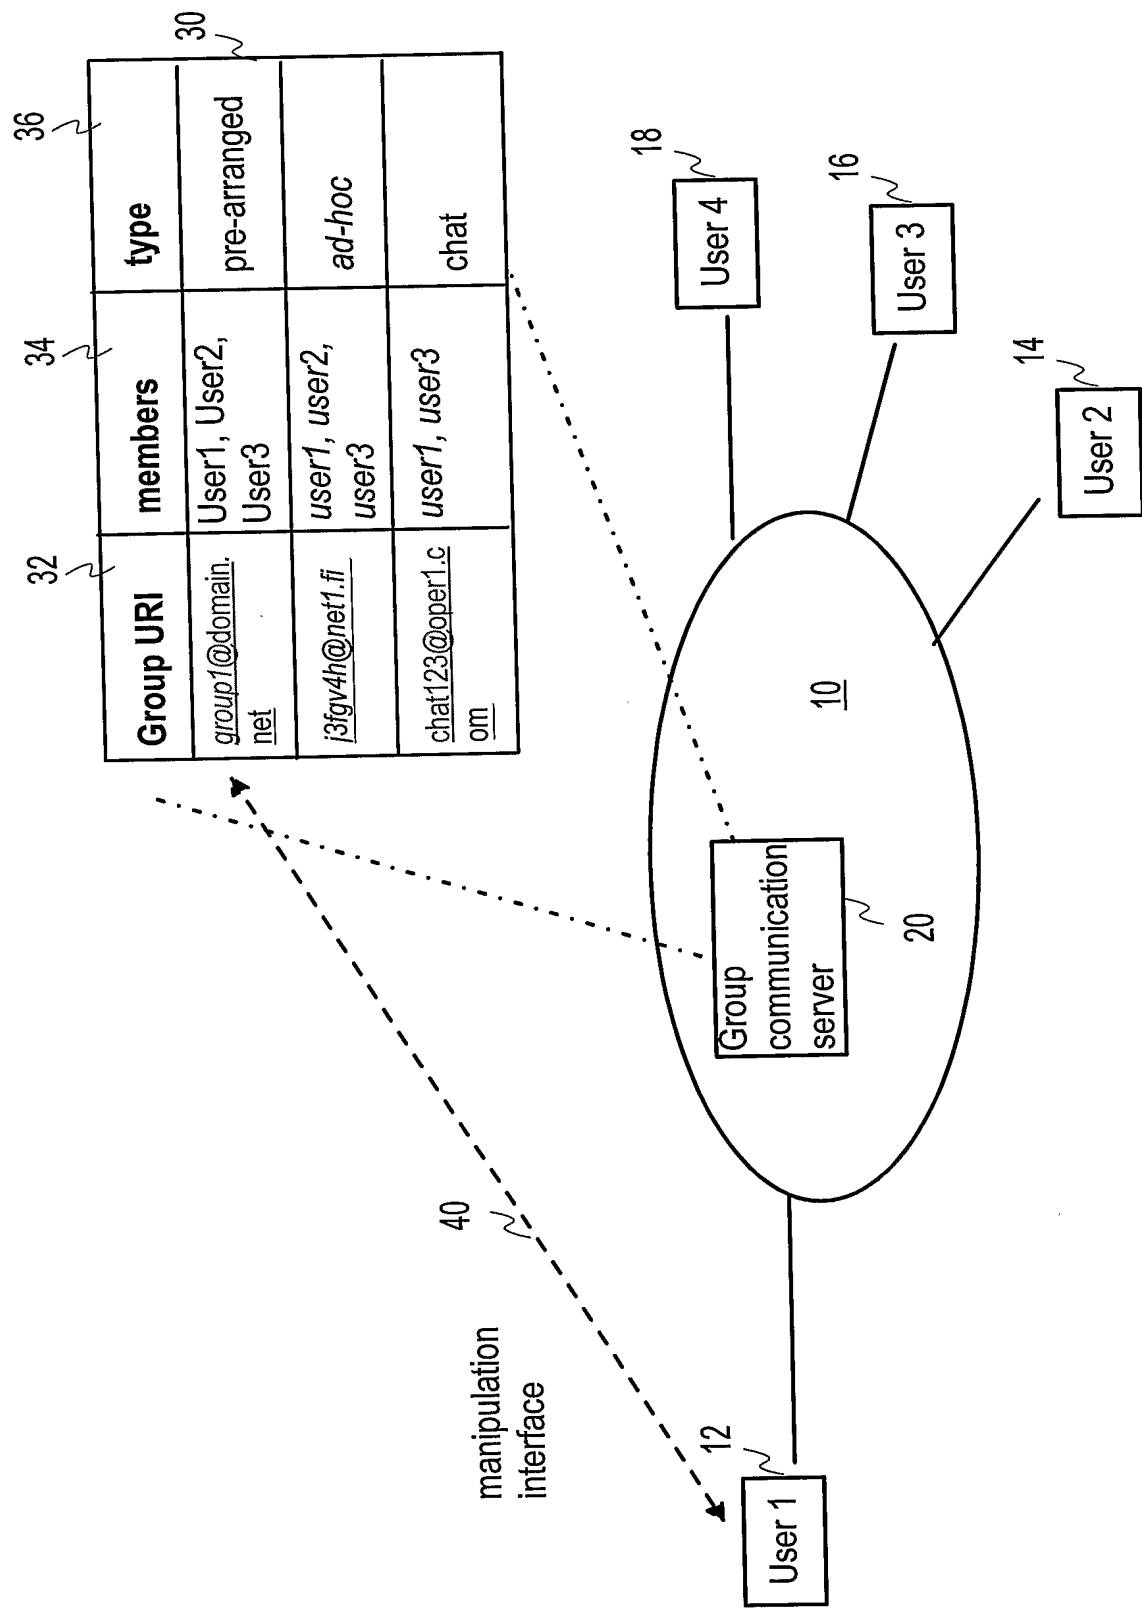 30
36
34
32
Group URI
members
type
group1@domain.
net
User1, User2,
User3
pre-arranged
j3fgv4h@net1.fi
user1, user2,
user3
ad-hoc
chat123@oper1.c
om
user1, user3
chat
manipulation
interface
40
User 1
12
Group
communication
server
20
10
User 4
18
User 3
16
User 2
14